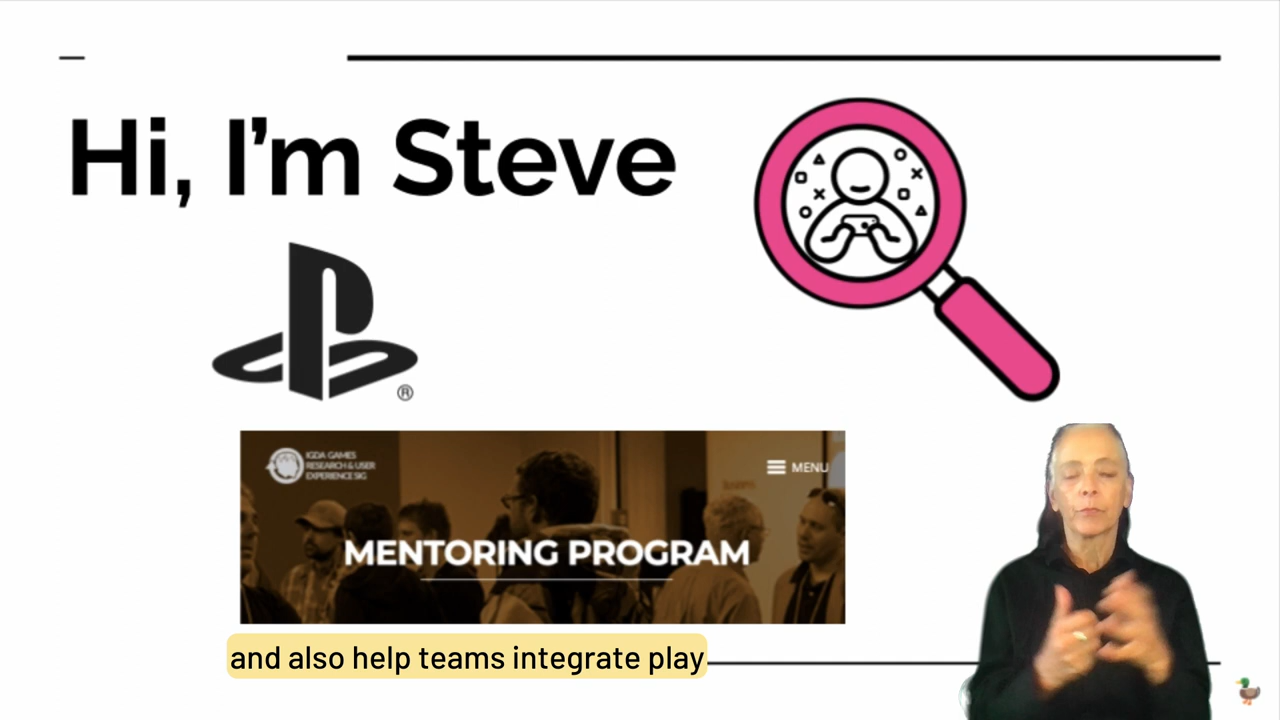 Hi, I'm Steve
®
IGDA GAMES
RESEARCH & USER
EXPERIENCE SIG
MENU
MENTORING PROGRAM
and also help teams integrate play